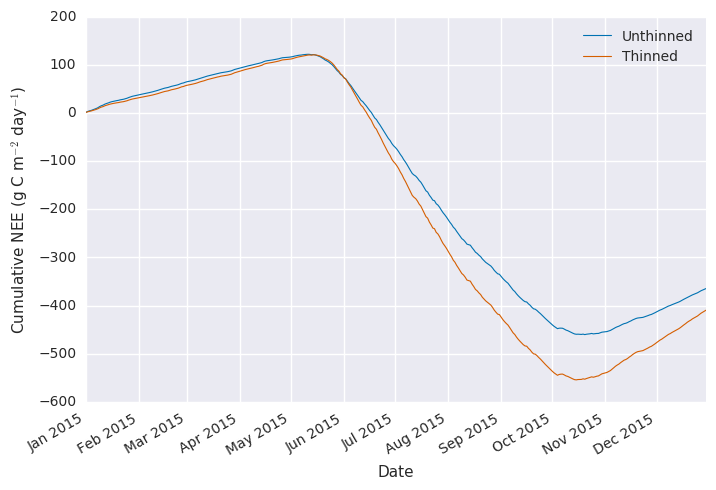 200
100
0
−100
−200
−300
−400
−500
−600
Cumulative NEE (g C m⁻² day⁻¹)
Unthinned
Thinned
Jan 2015
Feb 2015
Mar 2015
Apr 2015
May 2015
Jun 2015
Jul 2015
Aug 2015
Sep 2015
Oct 2015
Nov 2015
Dec 2015
Date